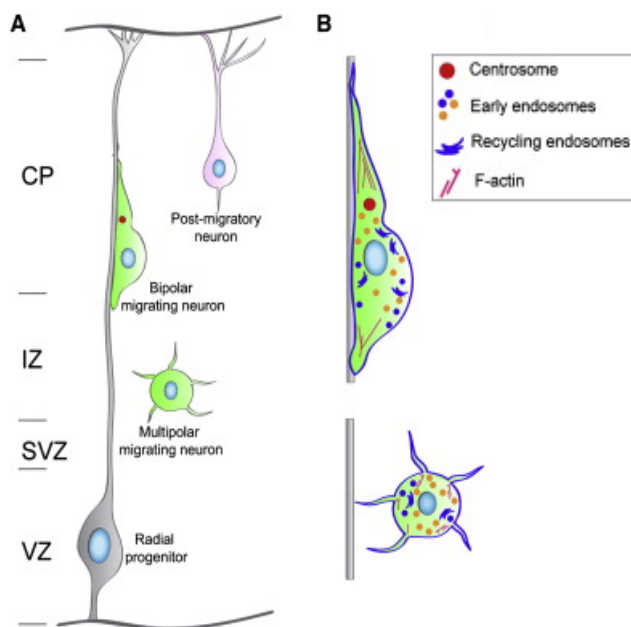 A
CP
Post-migratory
neuron
Bipolar
migrating neuron
IZ
Multipolar
migrating neuron
SVZ
VZ
Radial
progenitor
B
Centrosome
Early endosomes
Recycling endosomes
F-actin